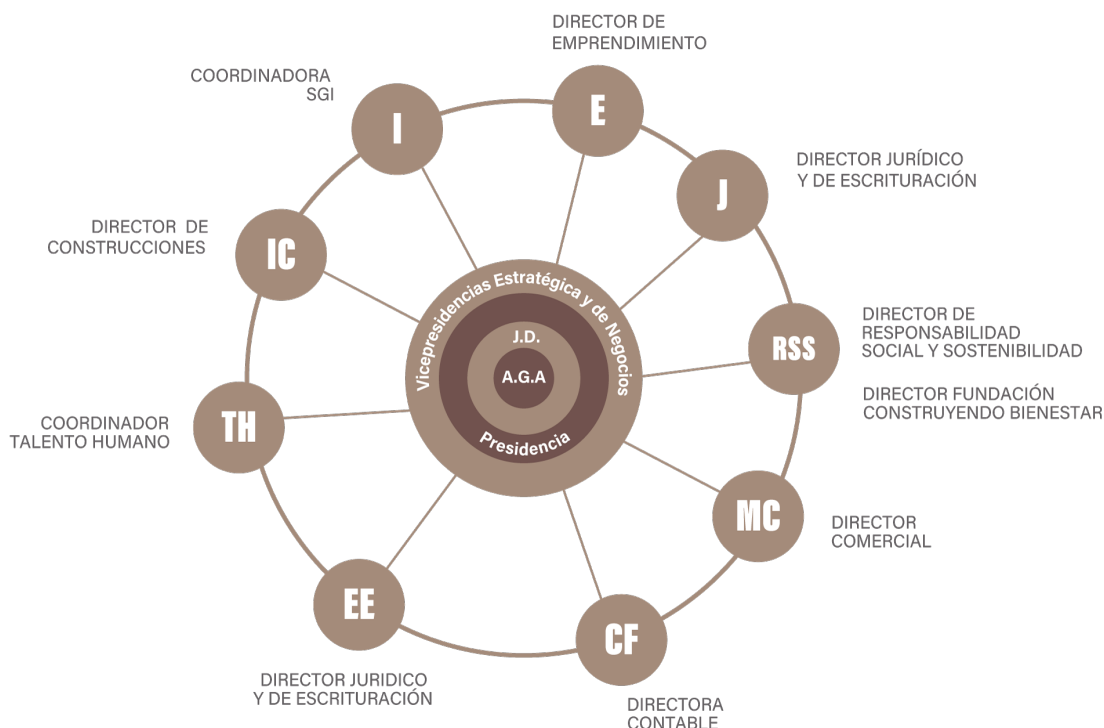 DIRECTOR DE
EMPRENDIMIENTO
E
COORDINADORA
SGI
I
DIRECTOR JURÍDICO
Y DE ESCRITURACIÓN
J
DIRECTOR DE
CONSTRUCCIONES
IC
DIRECTOR DE
RESPONSABILIDAD
SOCIAL Y SOSTENIBILIDAD
RSS
DIRECTOR FUNDACIÓN
CONSTRUYENDO BIENESTAR
Vicepresidencias Estratégica y de Negocios
J.D.
A.G.A
Presidencia
COORDINADOR
TALENTO HUMANO
TH
MC
DIRECTOR
COMERCIAL
EE
DIRECTOR JURIDICO
Y DE ESCRITURACIÓN
CF
DIRECTORA
CONTABLE